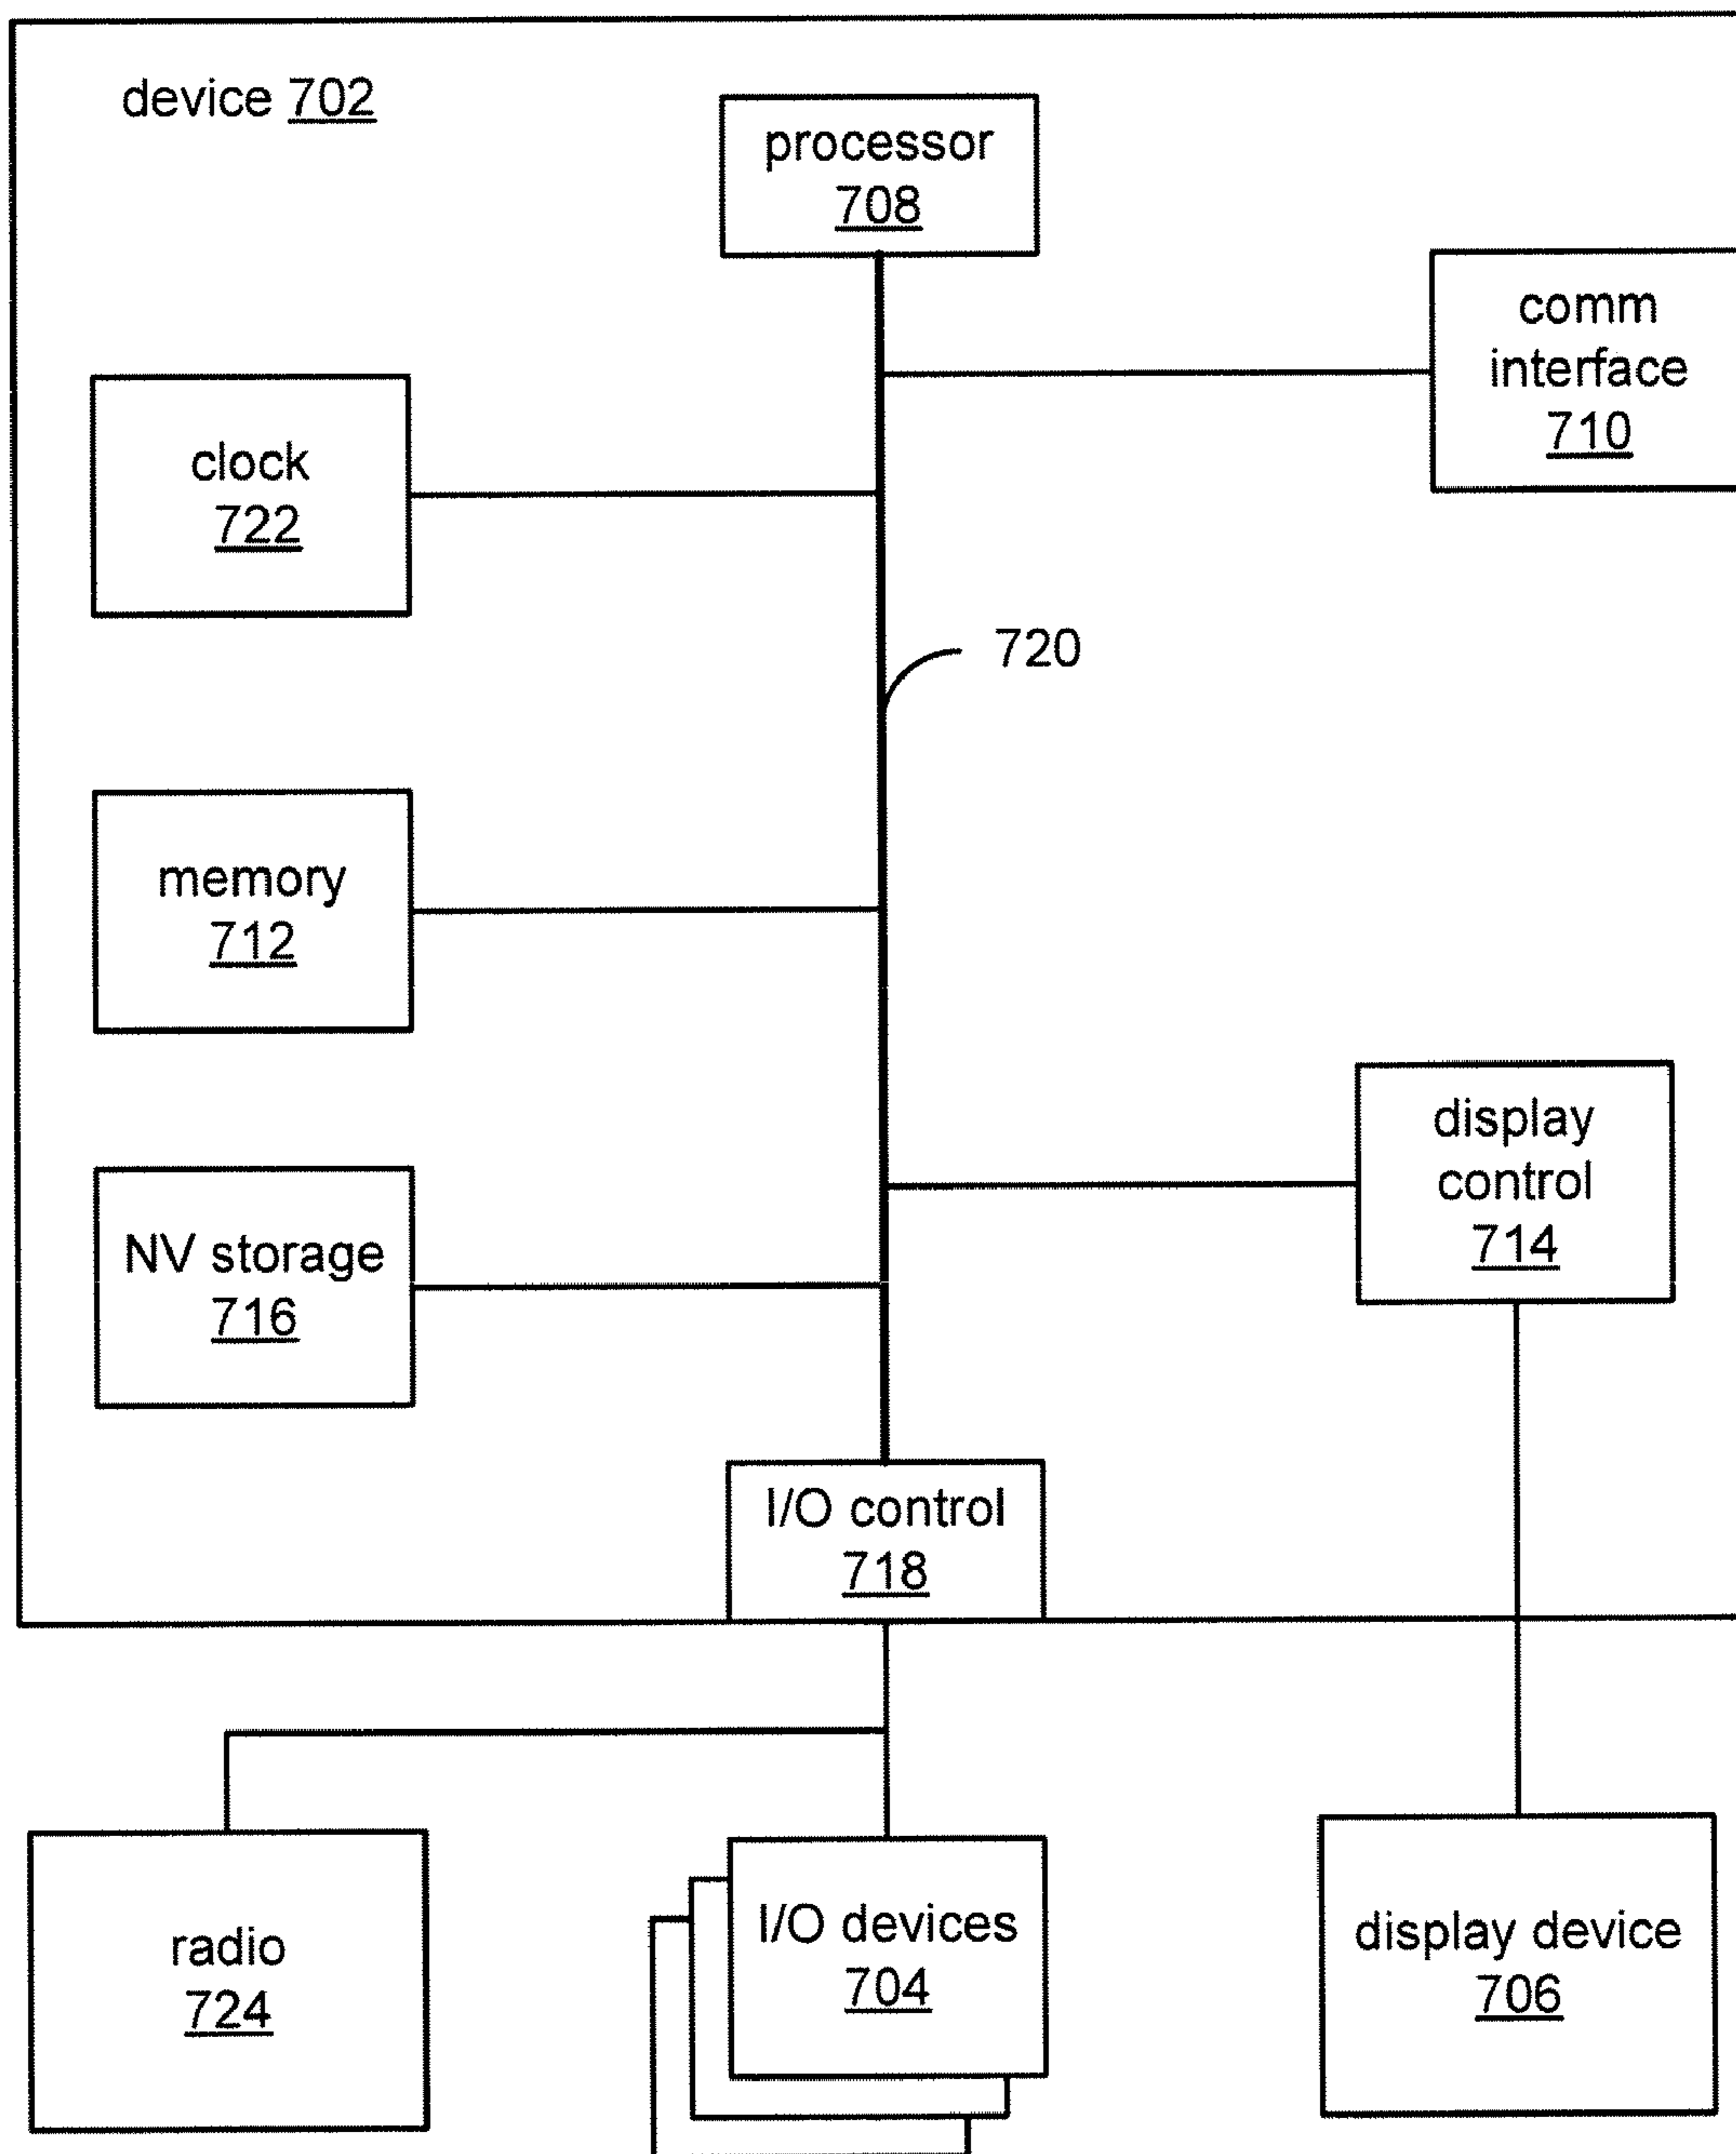 device 702
processor
708
comm
interface
710
clock
722
720
memory
712
display
control
714
NV storage
716
I/O control
718
radio
724
I/O devices
704
display device
706